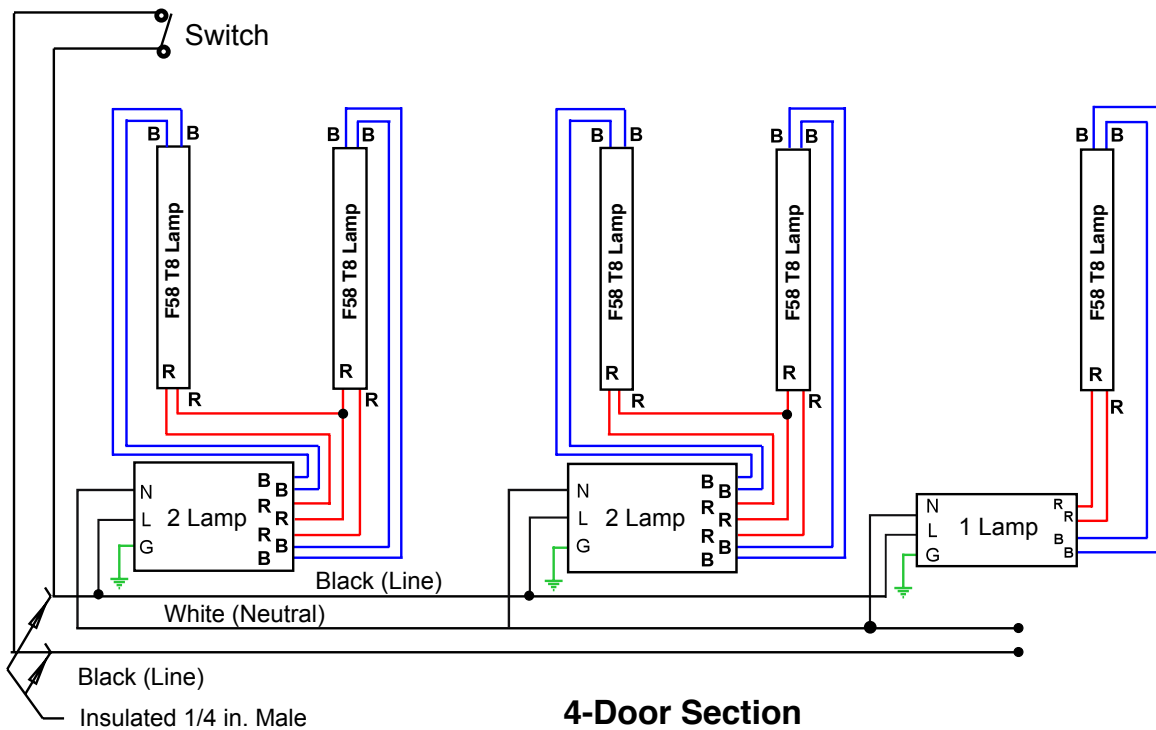 Switch
B B B B B B B B B B
F58 T8 Lamp F58 T8 Lamp F58 T8 Lamp F58 T8 Lamp F58 T8 Lamp
R R R R R
R R R R R
N 2 Lamp B B
L R R
G R B
B
N 2 Lamp B B
L R R
G R B
B
N 1 Lamp R R
L B
G B
Black (Line)
White (Neutral)
Black (Line)
Insulated 1/4 in. Male
4-Door Section